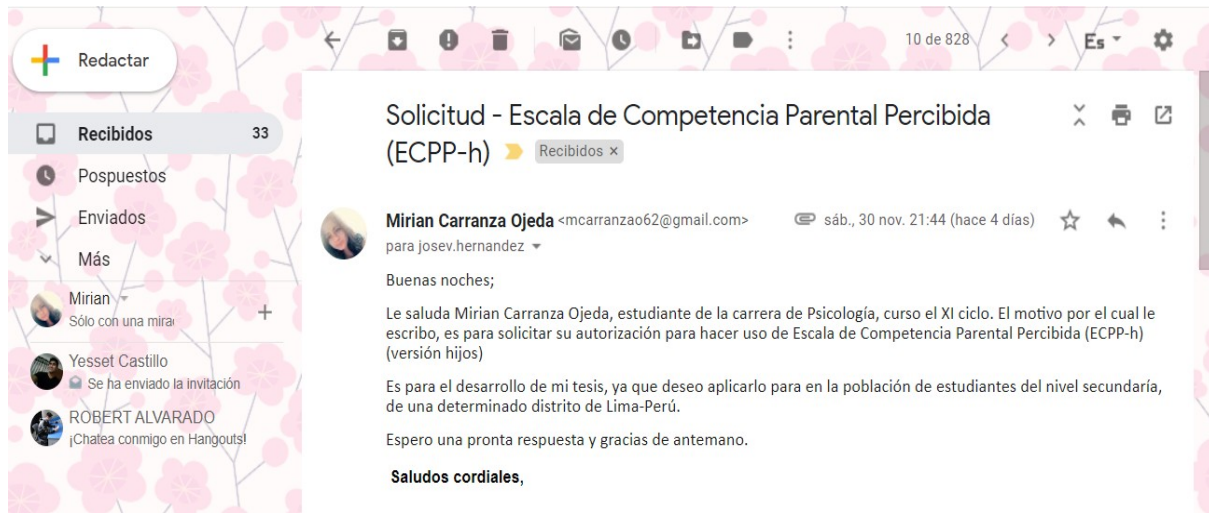 Redactar
Recibidos 33
Pospuestos
Enviados
Más
Mirian
Sólo con una mira
Yesset Castillo
Se ha enviado la invitación
ROBERT ALVARADO
¡Chatea conmigo en Hangouts!
10 de 828
Es
Solicitud - Escala de Competencia Parental Percibida
(ECPP-h) Recibidos ×
Mirian Carranza Ojeda <mcarranzao62@gmail.com> sáb., 30 nov. 21:44 (hace 4 días)
para josev.hernandez
Buenas noches;
Le saluda Mirian Carranza Ojeda, estudiante de la carrera de Psicología, curso el XI ciclo. El motivo por el cual le
escribo, es para solicitar su autorización para hacer uso de Escala de Competencia Parental Percibida (ECPP-h)
(versión hijos)
Es para el desarrollo de mi tesis, ya que deseo aplicarlo para en la población de estudiantes del nivel secundaría,
de una determinado distrito de Lima-Perú.
Espero una pronta respuesta y gracias de antemano.
Saludos cordiales,